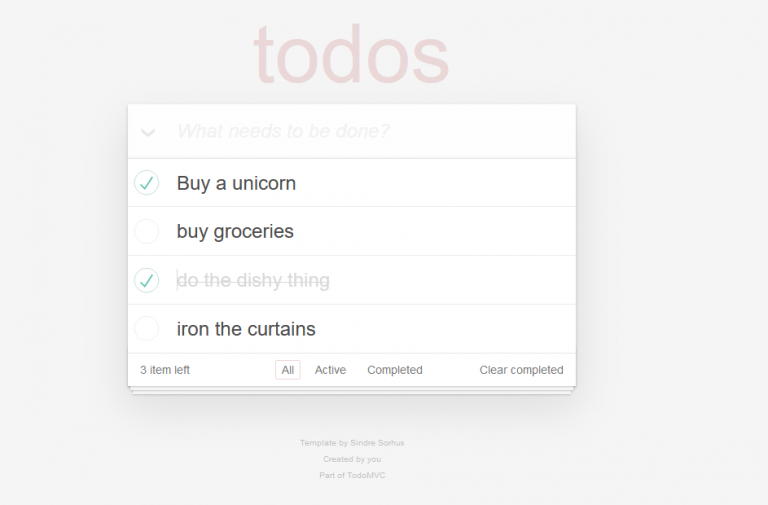 todos
What needs to be done?
Buy a unicorn
buy groceries
do the dishy thing
iron the curtains
3 item left All Active Completed Clear completed
Template by Sindre Sorhus
Created by you
Part of TodoMVC